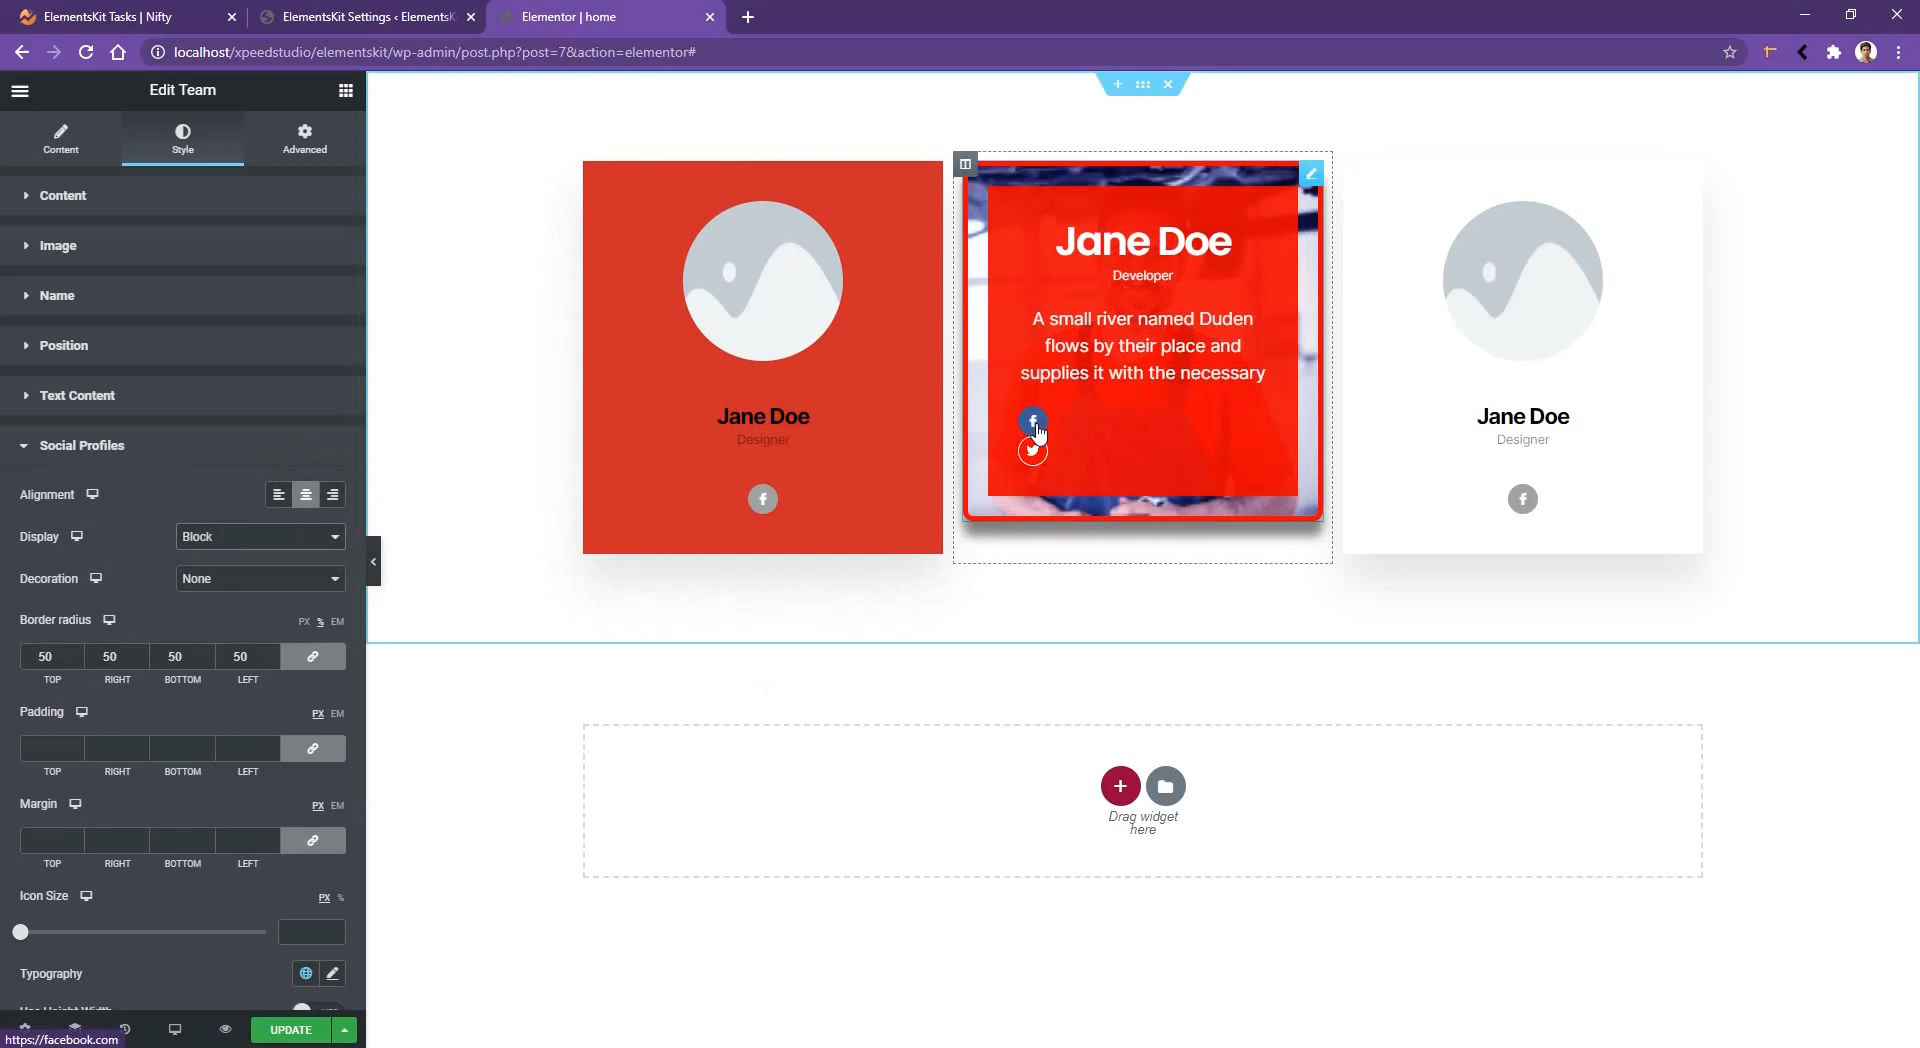 ElementsKit Tasks | Nifty
ElementsKit Settings ‹ ElementsK
Elementor | home
localhost/xpeedstudio/elementskit/wp-admin/post.php?post=7&action=elementor#
Edit Team
Content
Style
Advanced
Content
Image
Name
Position
Text Content
Social Profiles
Alignment
Display
Block
Decoration
None
Border radius
PX % EM
50 50 50 50
TOP RIGHT BOTTOM LEFT
Padding
PX EM
TOP RIGHT BOTTOM LEFT
Margin
PX EM
TOP RIGHT BOTTOM LEFT
Icon Size
PX %
Typography
UPDATE
https://facebook.com
Jane Doe
Designer
Jane Doe
Developer
A small river named Duden
flows by their place and
supplies it with the necessary
Jane Doe
Designer
Drag widget
here